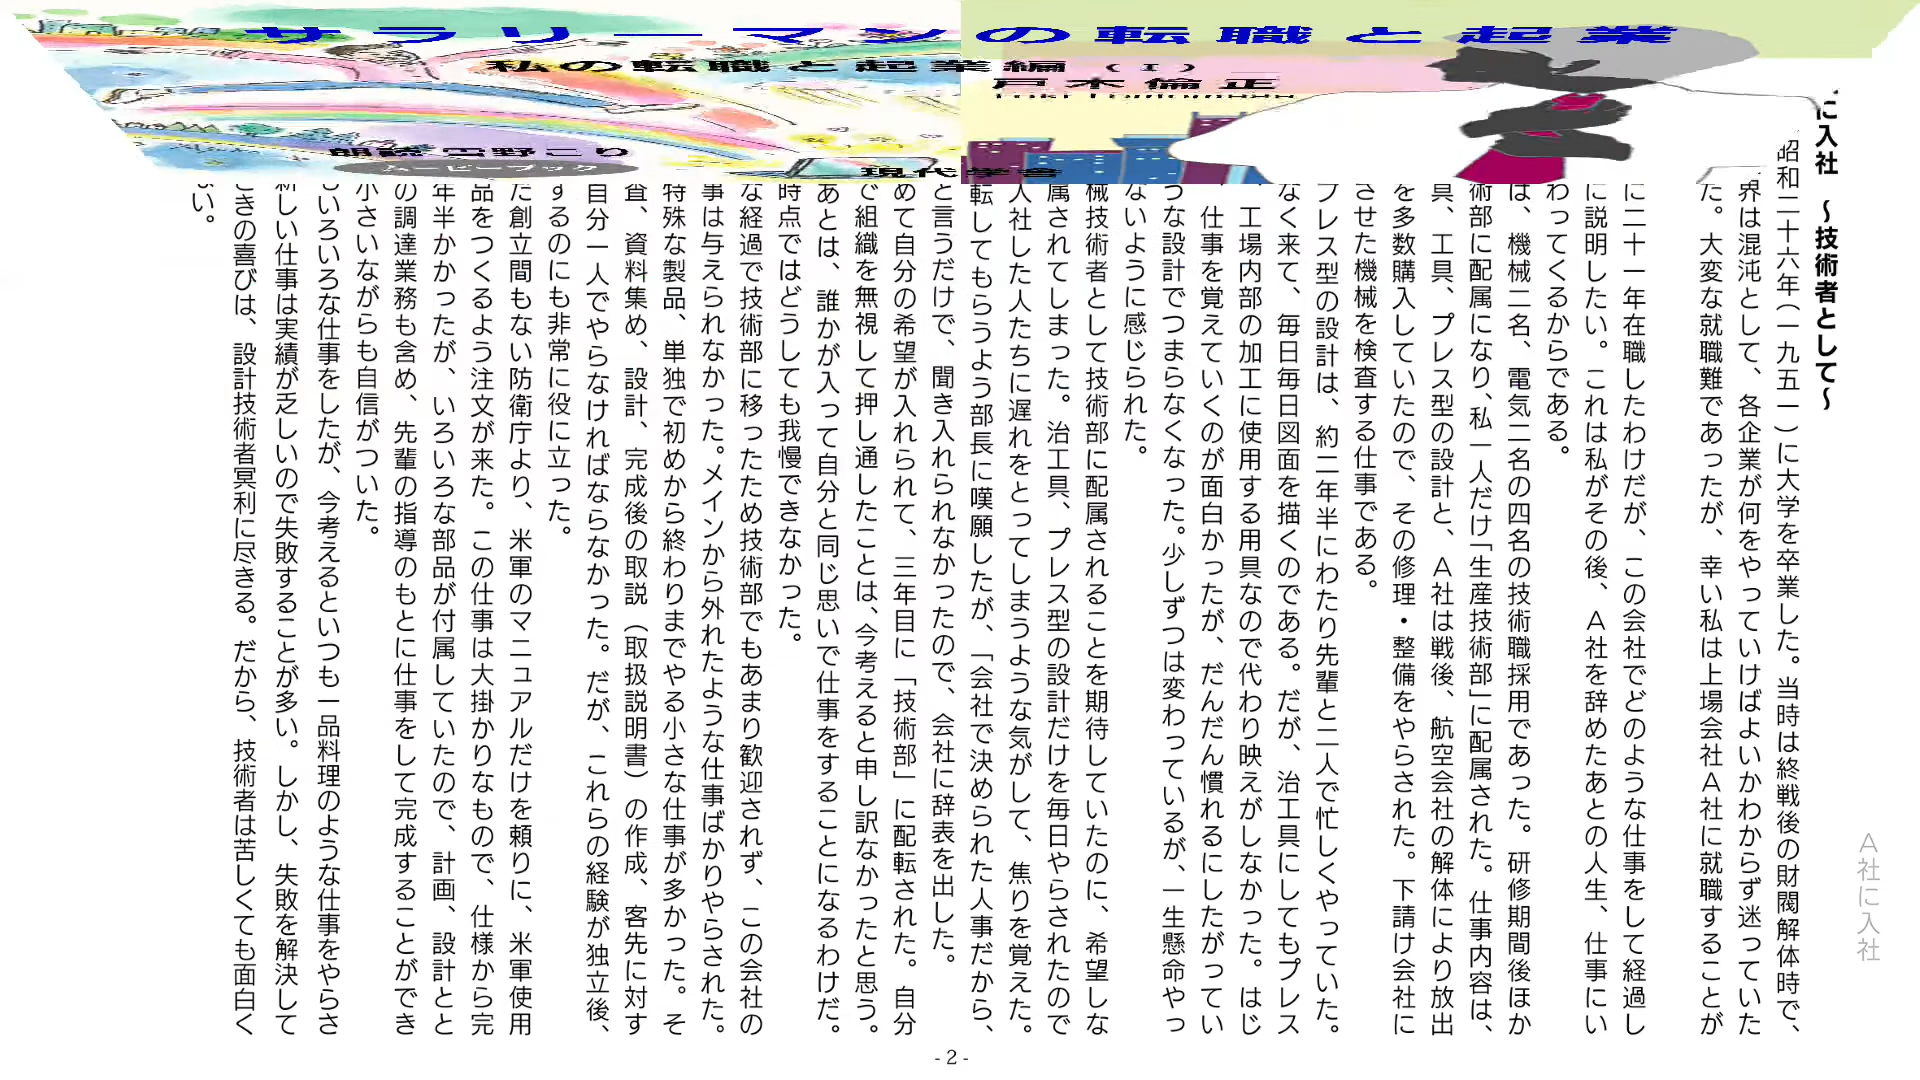 サラリーマンの転職と起業
私の転職と起業編(I)
戸木倫正
朗読 雪野こり
ムービーブック
現代学舎
に入社 ～技術者として～
昭和二十六年(一九五一)に大学を卒業した。当時は終戦後の財閥解体時で、
界は混沌として、各企業が何をやっていけばよいかわからず迷っていた
た。大変な就職難であったが、幸い私は上場会社A社に就職することが
に二十一年在職したわけだが、この会社でどのような仕事をして経過し
に説明したい。これは私がその後、A社を辞めたあとの人生、仕事にい
わってくるからである。
は、機械二名、電気二名の四名の技術職採用であった。研修期間後ほか
術部に配属になり、私一人だけ「生産技術部」に配属された。仕事内容は、
具、工具、プレス型の設計と、A社は戦後、航空会社の解体により放出
を多数購入していたので、その修理・整備をやらされた。下請け会社に
させた機械を検査する仕事である。
プレス型の設計は、約二年半にわたり先輩と二人で忙しくやっていた。
なく来て、毎日毎日図面を描くのである。だが、治工具にしてもプレス
、工場内部の加工に使用する用具なので代わり映えがしなかった。はじ
仕事を覚えていくのが面白かったが、だんだん慣れるにしたがってい
うな設計でつまらなくなった。少しずつは変わっているが、一生懸命やっ
ないように感じられた。
械技術者として技術部に配属されることを期待していたのに、希望しな
属されてしまった。治工具、プレス型の設計だけを毎日やらされたので
入社した人たちに遅れをとってしまうような気がして、焦りを覚えた。
転してもらうよう部長に嘆願したが、「会社で決められた人事だから、
と言うだけで、聞き入れられなかったので、会社に辞表を出した。
めて自分の希望が入れられて、三年目に「技術部」に配転された。自分
で組織を無視して押し通したことは、今考えると申し訳なかったと思う。
あとは、誰かが入って自分と同じ思いで仕事をすることになるわけだ。
時点ではどうしても我慢できなかった。
な経過で技術部に移ったため技術部でもあまり歓迎されず、この会社の
事は与えられなかった。メインから外れたような仕事ばかりやらされた。
特殊な製品、単独で初めから終わりまでやる小さな仕事が多かった。そ
査、資料集め、設計、完成後の取説（取扱説明書）の作成、客先に対す
自分一人でやらなければならなかった。だが、これらの経験が独立後、
するのにも非常に役に立った。
た創立間もない防衛庁より、米軍のマニュアルだけを頼りに、米軍使用
品をつくるよう注文が来た。この仕事は大掛かりなもので、仕様から完
年半かかったが、いろいろな部品が付属していたので、計画、設計とと
の調達業務も含め、先輩の指導のもとに仕事をして完成することができ
小さいながらも自信がついた。
いろいろな仕事をしたが、今考えるといつも一品料理のような仕事をやらさ
新しい仕事は実績が乏しいので失敗することが多い。しかし、失敗を解決して
ときの喜びは、設計技術者冥利に尽きる。だから、技術者は苦しくても面白く
い。
A社に入社
- 2 -